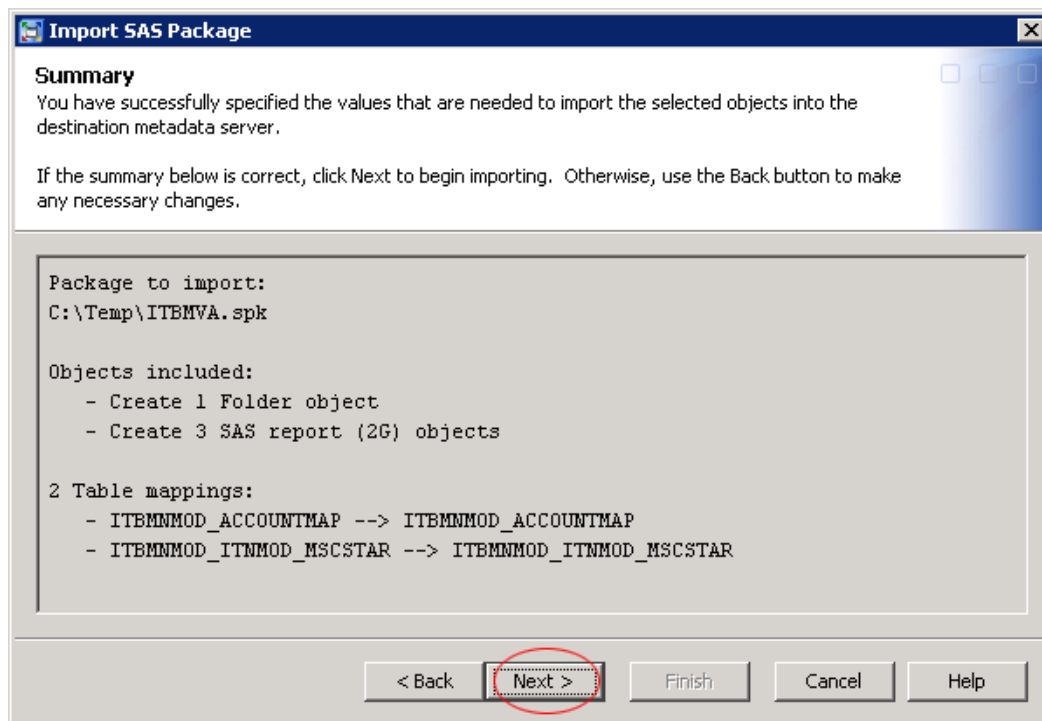 Import SAS Package
Summary
You have successfully specified the values that are needed to import the selected objects into the
destination metadata server.
If the summary below is correct, click Next to begin importing.  Otherwise, use the Back button to make
any necessary changes.
Package to import:
C:\Temp\ITBMVA.spk
Objects included:
- Create 1 Folder object
- Create 3 SAS report (2G) objects
2 Table mappings:
- ITBMNMOD_ACCOUNTMAP --> ITBMNMOD_ACCOUNTMAP
- ITBMNMOD_ITNMOD_MSCSTAR --> ITBMNMOD_ITNMOD_MSCSTAR
< Back Next > Finish Cancel Help